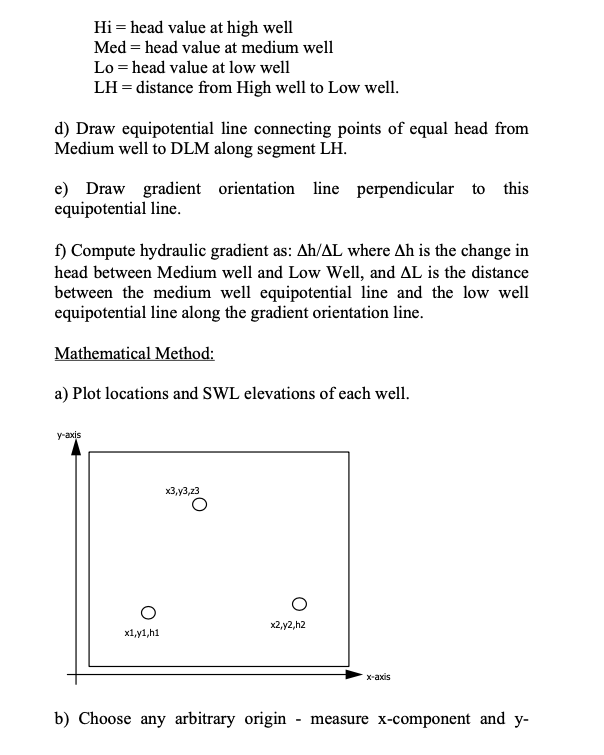 Hi = head value at high well
Med = head value at medium well
Lo = head value at low well
LH = distance from High well to Low well.
d) Draw equipotential line connecting points of equal head from
Medium well to DLM along segment LH.
e) Draw gradient orientation line perpendicular to this
equipotential line.
f) Compute hydraulic gradient as: Δh/ΔL where Δh is the change in
head between Medium well and Low Well, and ΔL is the distance
between the medium well equipotential line and the low well
equipotential line along the gradient orientation line.
Mathematical Method:
a) Plot locations and SWL elevations of each well.
y-axis
x3,y3,z3
x1,y1,h1
x2,y2,h2
x-axis
b) Choose any arbitrary origin - measure x-component and y-